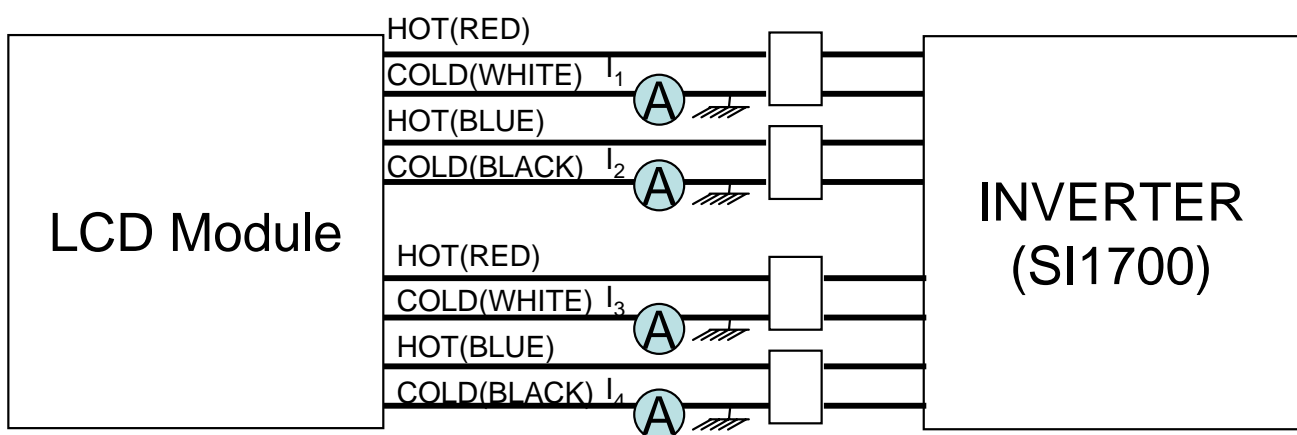 HOT(RED)
COLD(WHITE) I₁
A
HOT(BLUE)
COLD(BLACK) I₂
A
LCD Module
INVERTER
(SI1700)
HOT(RED)
COLD(WHITE) I₃
A
HOT(BLUE)
COLD(BLACK) I₄
A